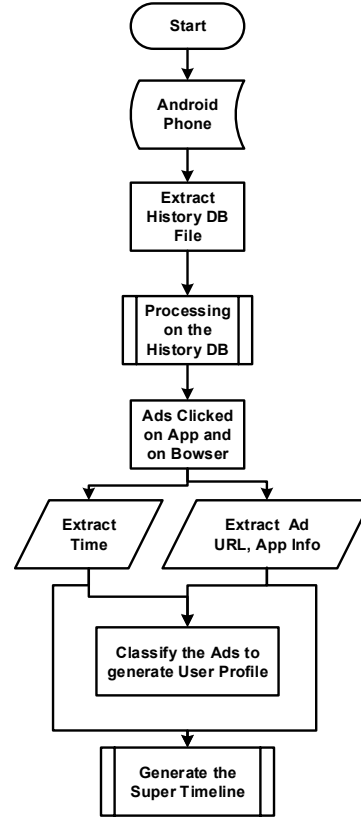 Start
Android
Phone
Extract
History DB
File
Processing
on the
History DB
Ads Clicked
on App and
on Bowser
Extract
Time
Extract Ad
URL, App Info
Classify the Ads to
generate User Profile
Generate the
Super Timeline